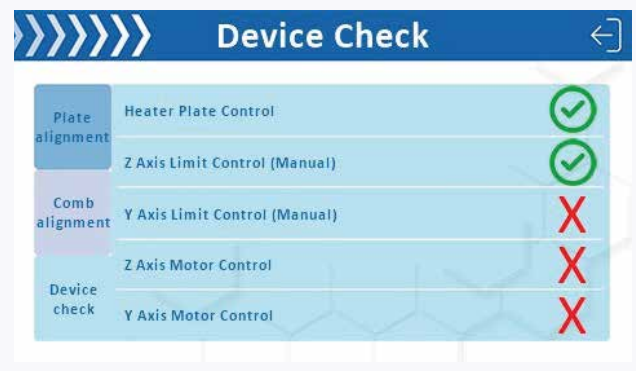 Device Check
Plate
alignment
Heater Plate Control
Z Axis Limit Control (Manual)
Comb
alignment
Y Axis Limit Control (Manual)
Z Axis Motor Control
Device
check
Y Axis Motor Control